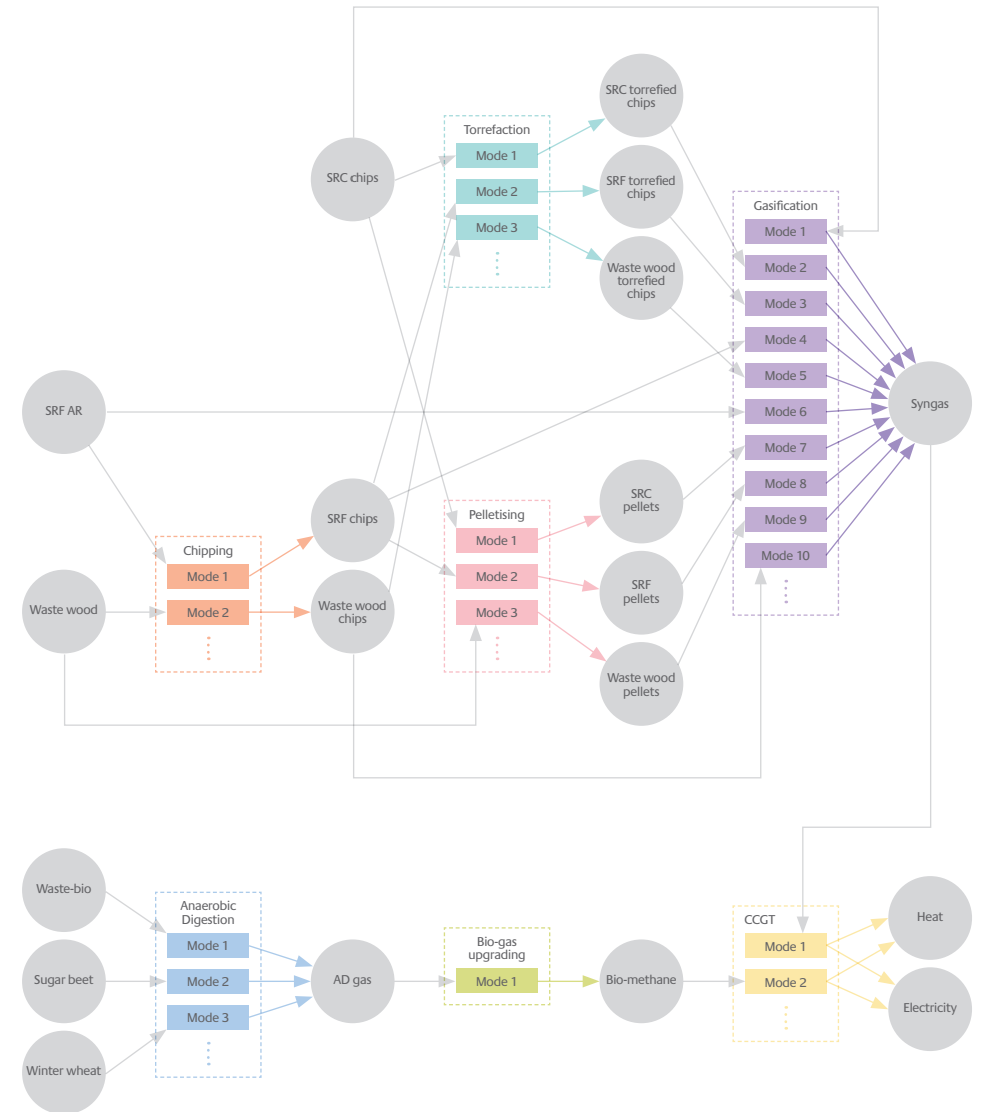 SRC torrefied
chips
Torrefaction
Mode 1
Mode 2
Mode 3
SRC chips
SRF torrefied
chips
Waste wood
torrefied
chips
Gasification
Mode 1
Mode 2
Mode 3
Mode 4
Mode 5
Mode 6
Mode 7
Mode 8
Mode 9
Mode 10
Syngas
SRF AR
Waste wood
Chipping
Mode 1
Mode 2
SRF chips
Waste wood
chips
Pelletising
Mode 1
Mode 2
Mode 3
SRC
pellets
SRF
pellets
Waste wood
pellets
Waste-bio
Sugar beet
Winter wheat
Anaerobic
Digestion
Mode 1
Mode 2
Mode 3
AD gas
Bio-gas
upgrading
Mode 1
Bio-methane
CCGT
Mode 1
Mode 2
Heat
Electricity